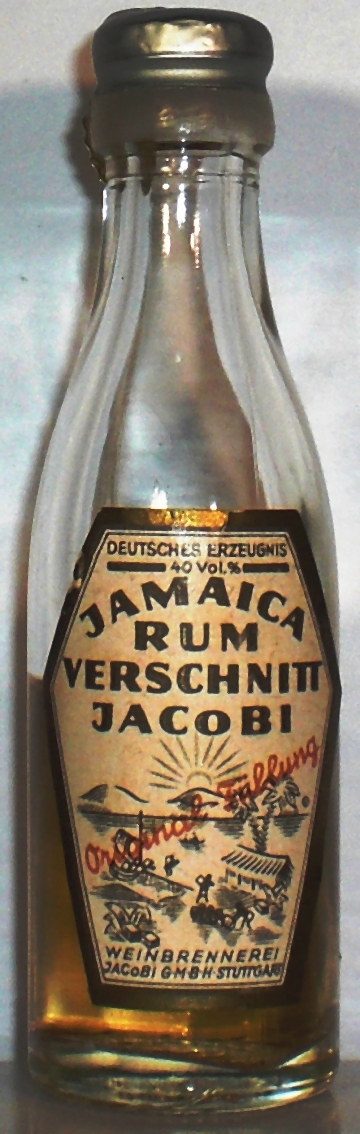 DEUTSCHES ERZEUGNIS
40 Vol.%
JAMAICA
RUM
VERSCHNITT
JACOBI
Original Füllung
WEINBRENNEREI
JACOBI G·M·B·H·STUTTGART